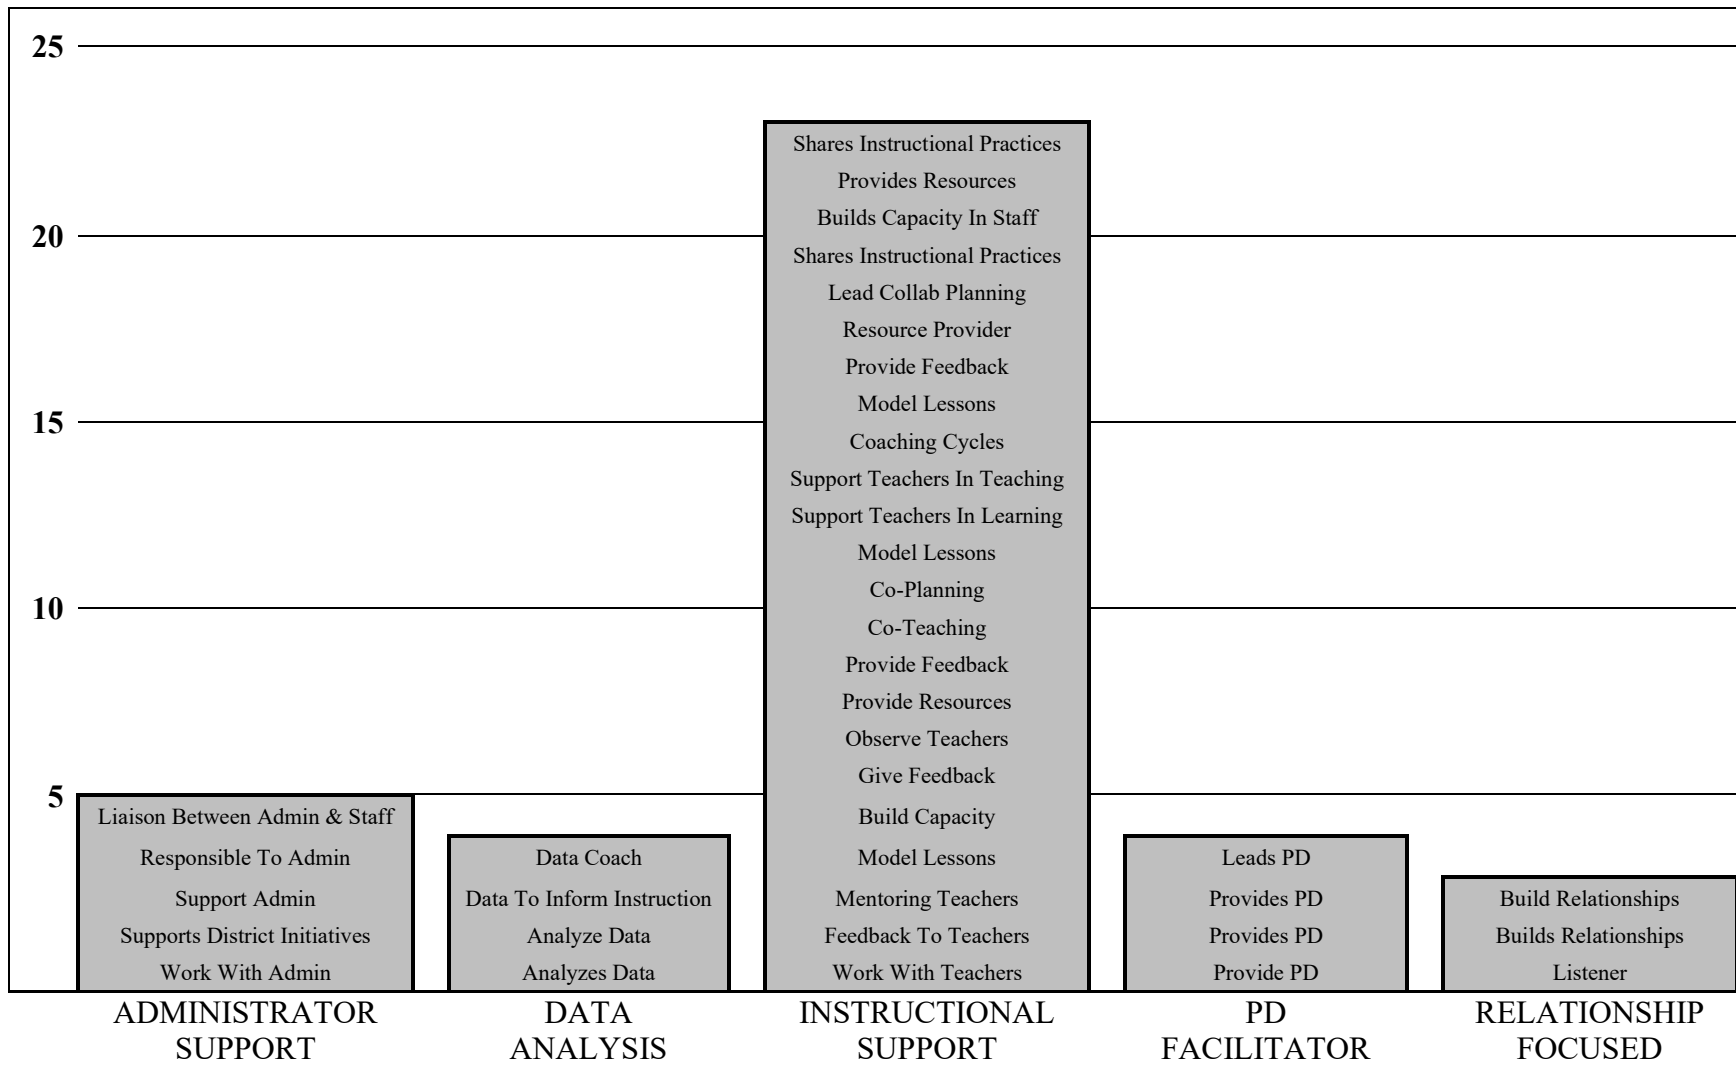 25
20
15
10
5
Liaison Between Admin & Staff
Responsible To Admin
Support Admin
Supports District Initiatives
Work With Admin
ADMINISTRATOR
SUPPORT
Data Coach
Data To Inform Instruction
Analyze Data
Analyzes Data
DATA
ANALYSIS
Shares Instructional Practices
Provides Resources
Builds Capacity In Staff
Shares Instructional Practices
Lead Collab Planning
Resource Provider
Provide Feedback
Model Lessons
Coaching Cycles
Support Teachers In Teaching
Support Teachers In Learning
Model Lessons
Co-Planning
Co-Teaching
Provide Feedback
Provide Resources
Observe Teachers
Give Feedback
Build Capacity
Model Lessons
Mentoring Teachers
Feedback To Teachers
Work With Teachers
INSTRUCTIONAL
SUPPORT
Leads PD
Provides PD
Provides PD
Provide PD
PD
FACILITATOR
Build Relationships
Builds Relationships
Listener
RELATIONSHIP
FOCUSED